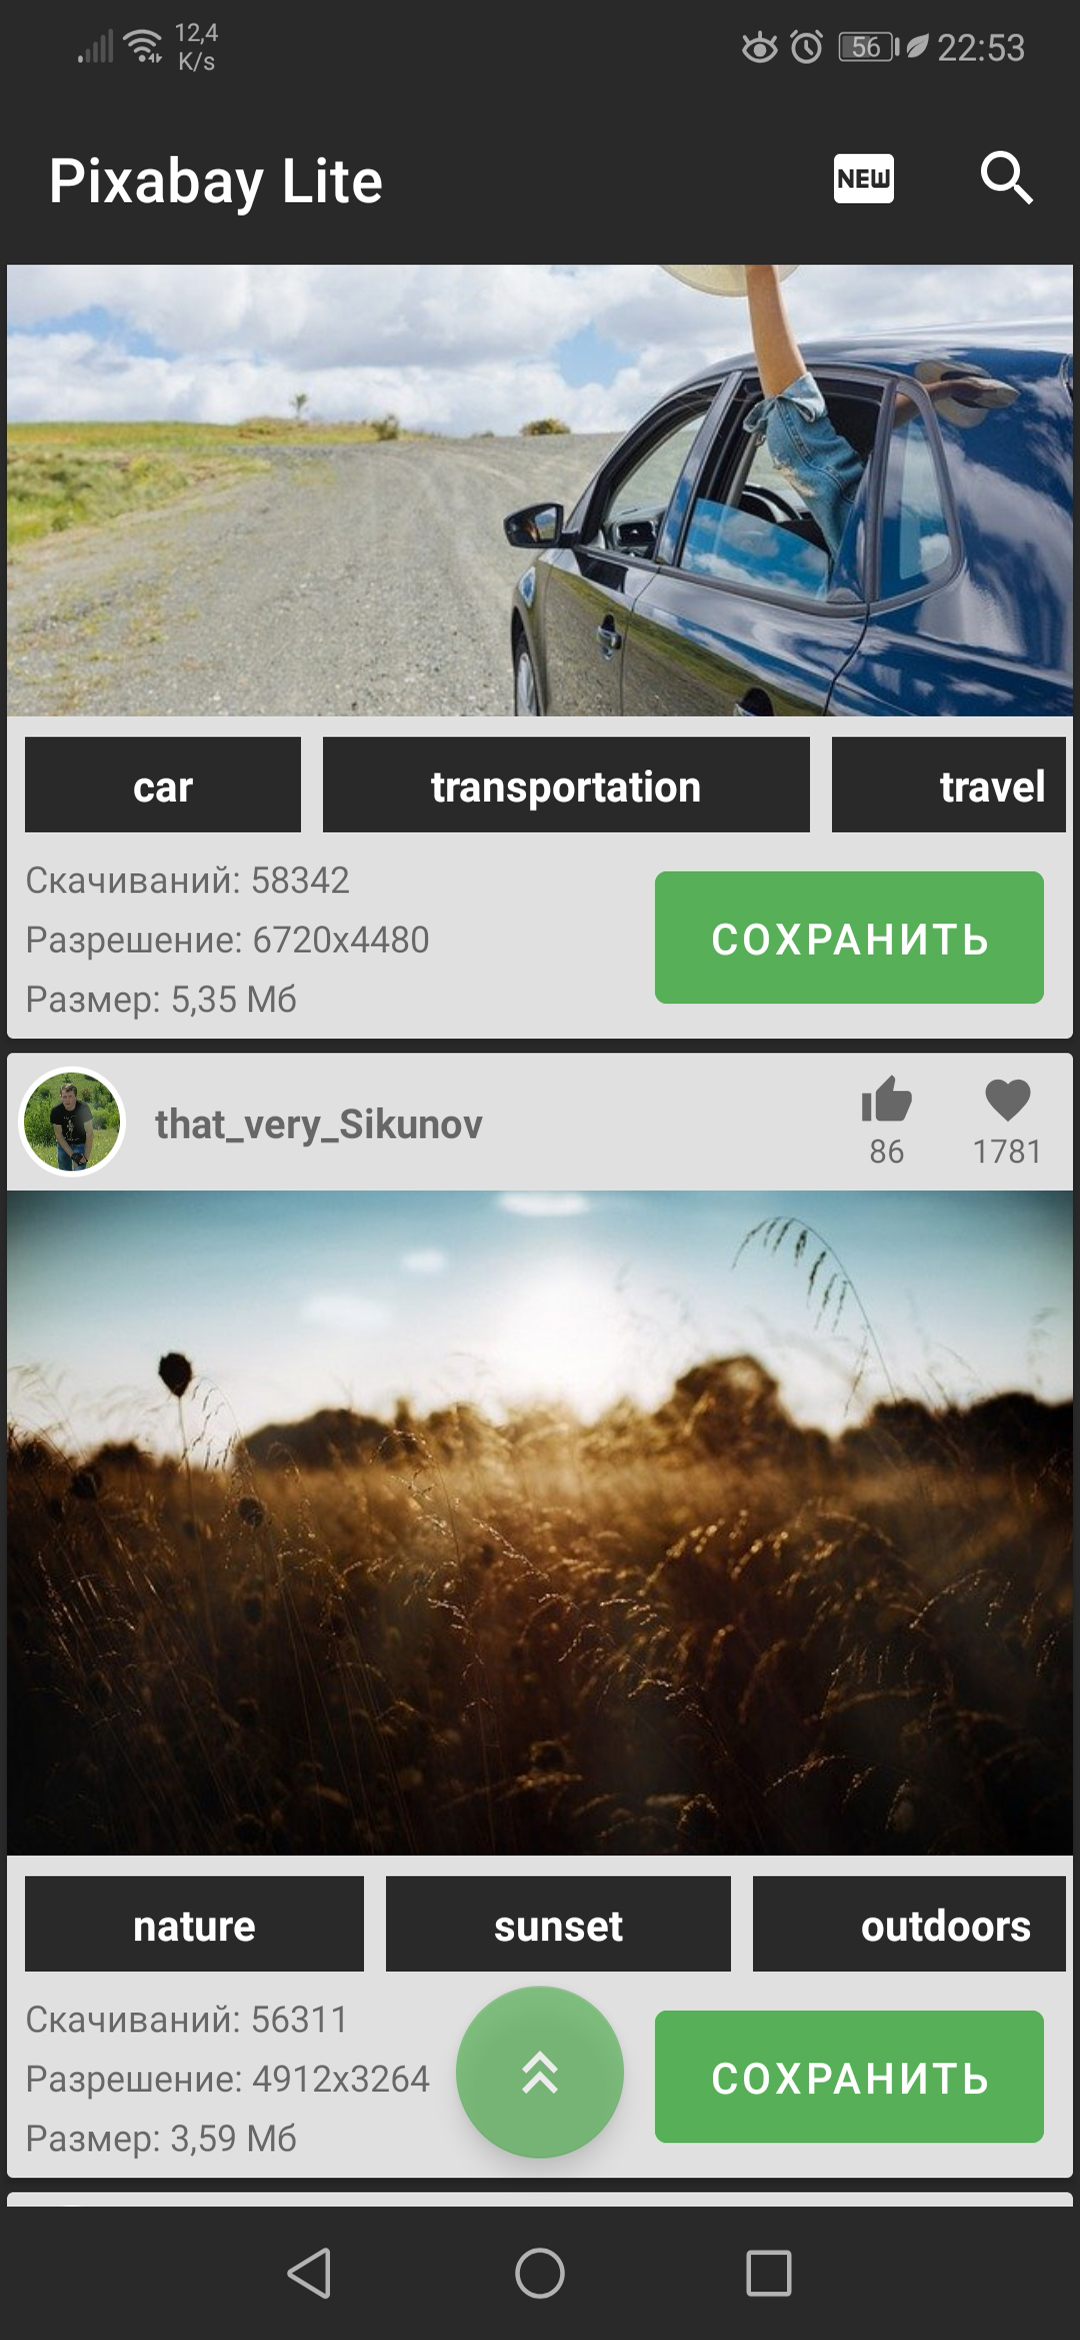 12,4
K/s
56
22:53
Pixabay Lite
NEW
car
transportation
travel
Скачиваний: 58342
Разрешение: 6720x4480
Размер: 5,35 Мб
СОХРАНИТЬ
that_very_Sikunov
86
1781
nature
sunset
outdoors
Скачиваний: 56311
Разрешение: 4912x3264
Размер: 3,59 Мб
СОХРАНИТЬ